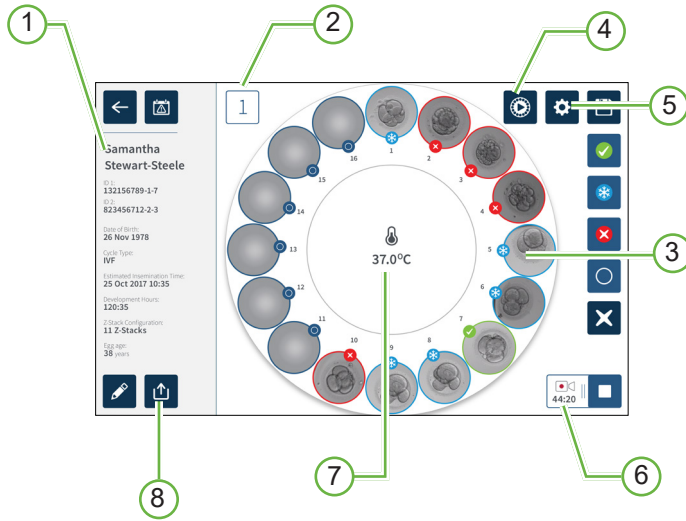 1
2
4
5
3
6
7
8
1
Samantha
Stewart-Steele
ID 1:
132156789-1-7
ID 2:
823456712-2-3
Date of Birth:
26 Nov 1978
Cycle Type:
IVF
Estimated Insemination Time:
25 Oct 2017 10:35
Development Hours:
120:35
Z-Stack Configuration:
11 Z-Stacks
Egg age:
38 years
1
2
3
4
5
6
7
8
9
10
11
12
13
14
15
16
37.0°C
44:20